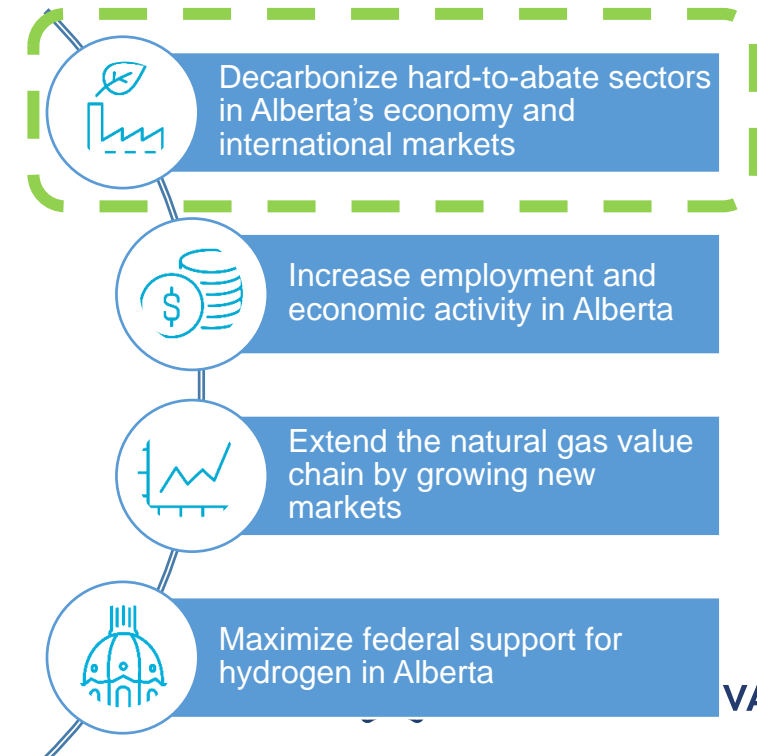 Decarbonize hard-to-abate sectors
in Alberta’s economy and
international markets
$
Increase employment and
economic activity in Alberta
Extend the natural gas value
chain by growing new
markets
Maximize federal support for
hydrogen in Alberta
VA